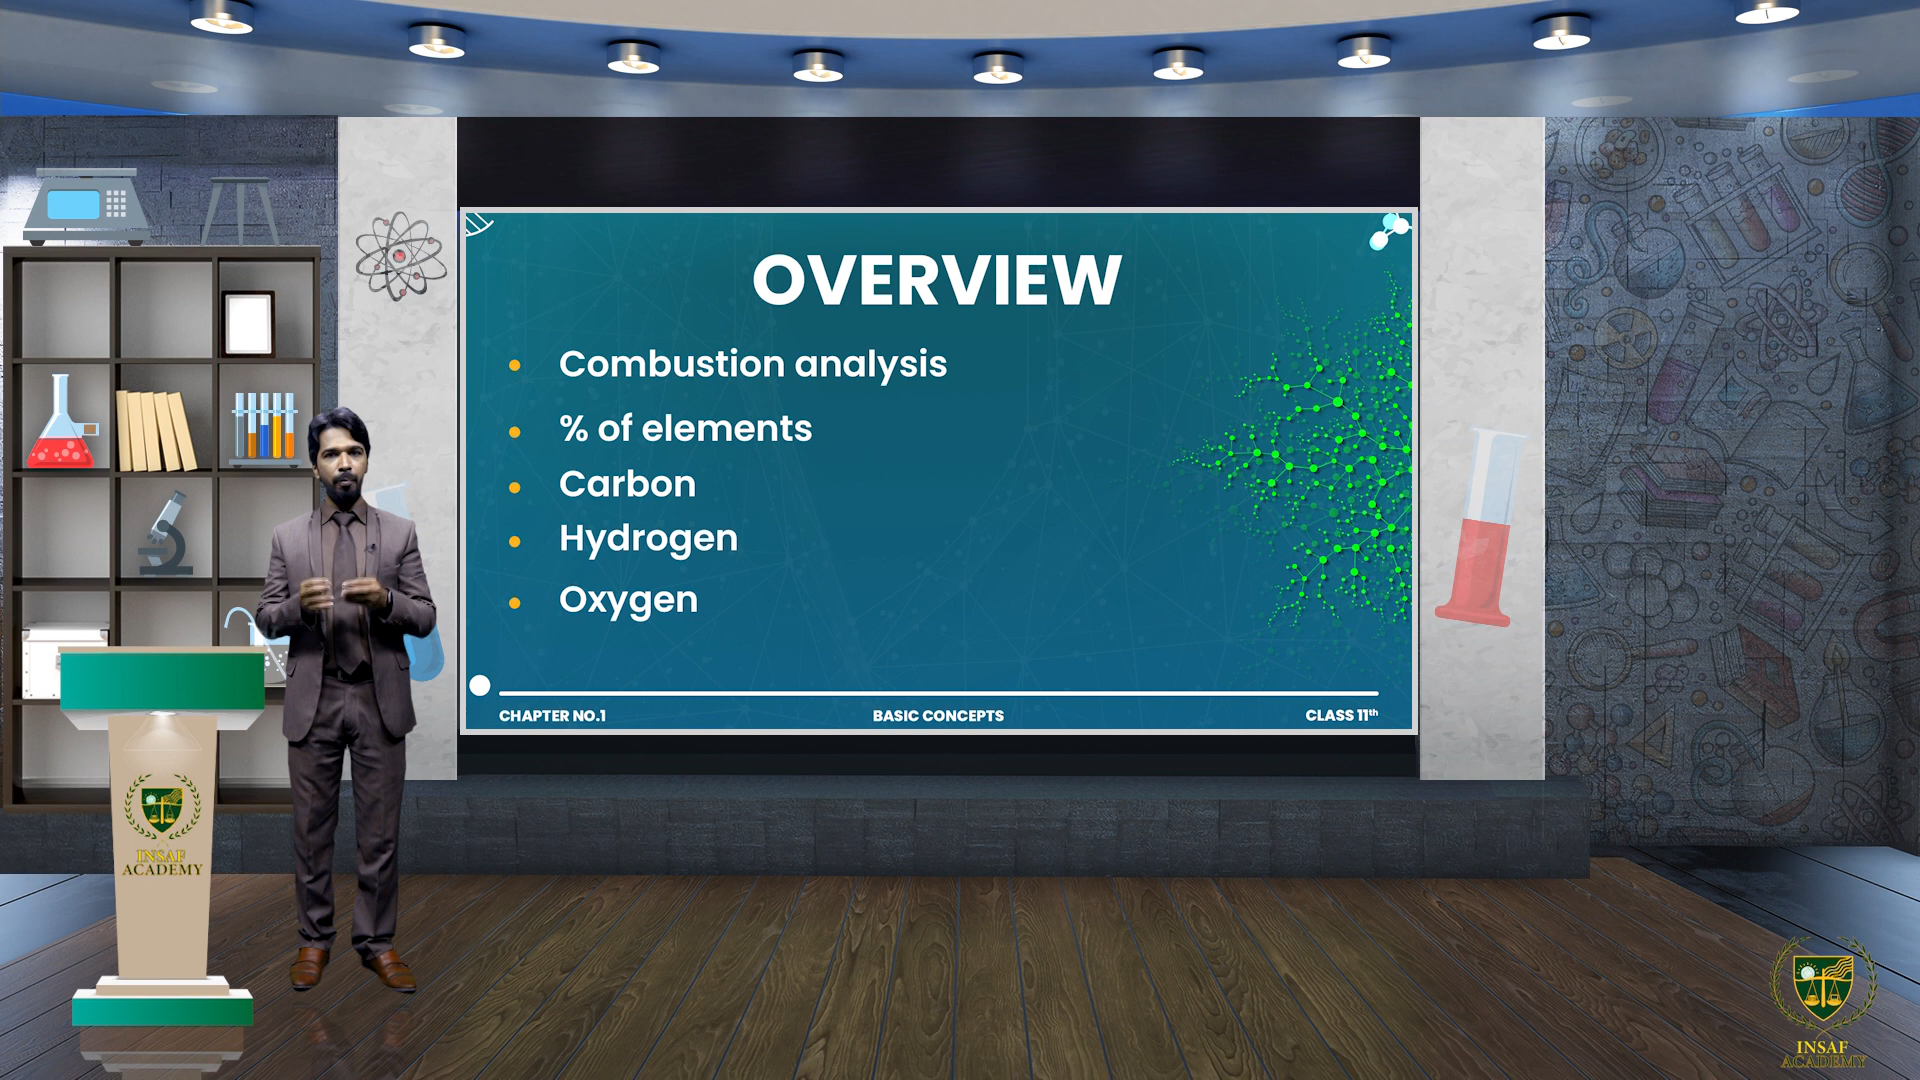 OVERVIEW
• Combustion analysis
• % of elements
• Carbon
• Hydrogen
• Oxygen
CHAPTER NO.1
BASIC CONCEPTS
CLASS 11th
INSAF
ACADEMY
INSAF
ACADEMY